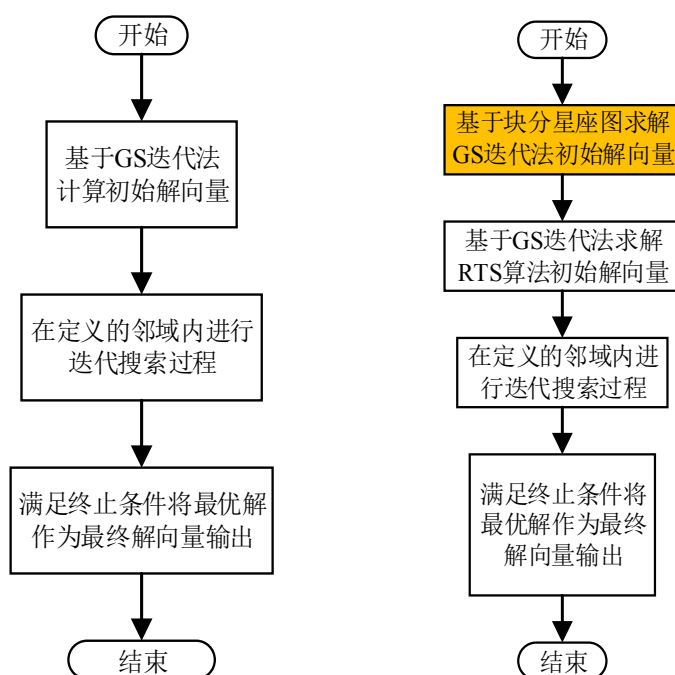 开始
基于GS迭代法
计算初始解向量
在定义的邻域内进行
迭代搜索过程
满足终止条件将最优解
作为最终解向量输出
结束
开始
基于块分星座图求解
GS迭代法初始解向量
基于GS迭代法求解
RTS算法初始解向量
在定义的邻域内进
行迭代搜索过程
满足终止条件将
最优解作为最终
解向量输出
结束